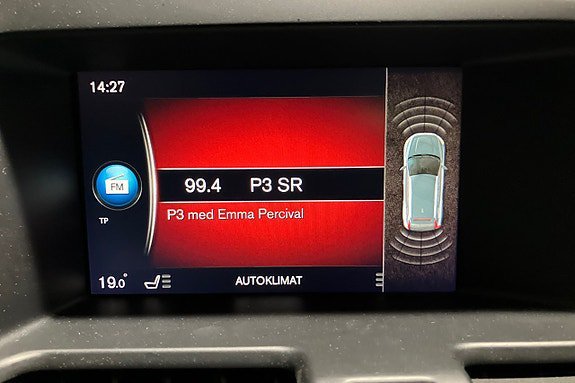 14:27
FM
99.4 P3 SR
P3 med Emma Percival
TP
19.0° AUTOKLIMAT